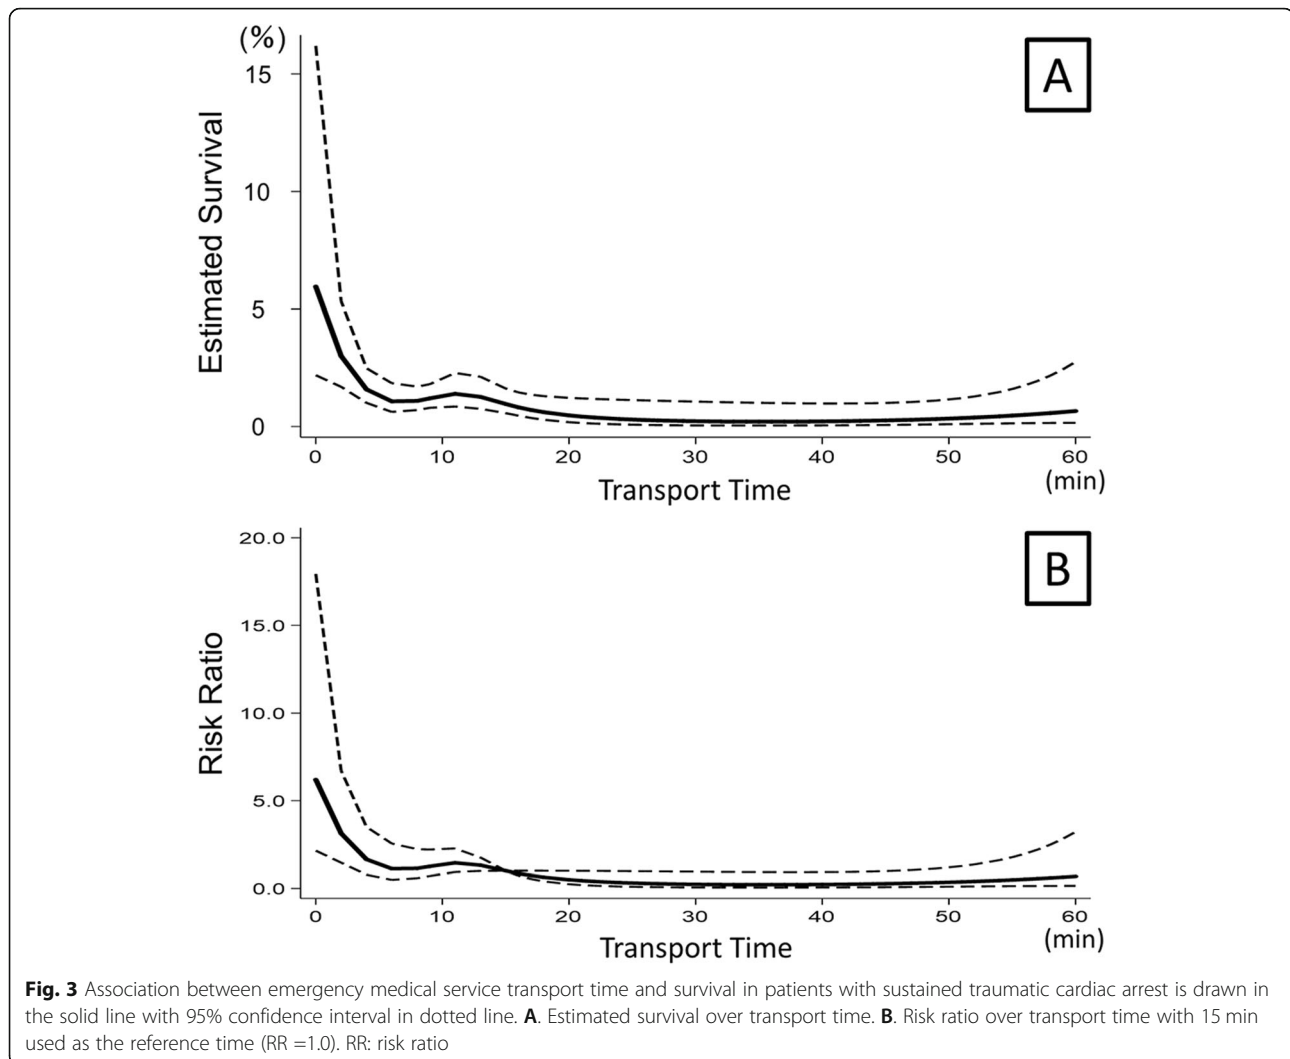 (%)
A
15
10
5
0
Estimated Survival
0 10 20 30 40 50 60
(min)
Transport Time
20.0
B
15.0
10.0
5.0
0.0
Risk Ratio
0 10 20 30 40 50 60
(min)
Transport Time
Fig. 3 Association between emergency medical service transport time and survival in patients with sustained traumatic cardiac arrest is drawn in
the solid line with 95% confidence interval in dotted line. A. Estimated survival over transport time. B. Risk ratio over transport time with 15 min
used as the reference time (RR =1.0). RR: risk ratio